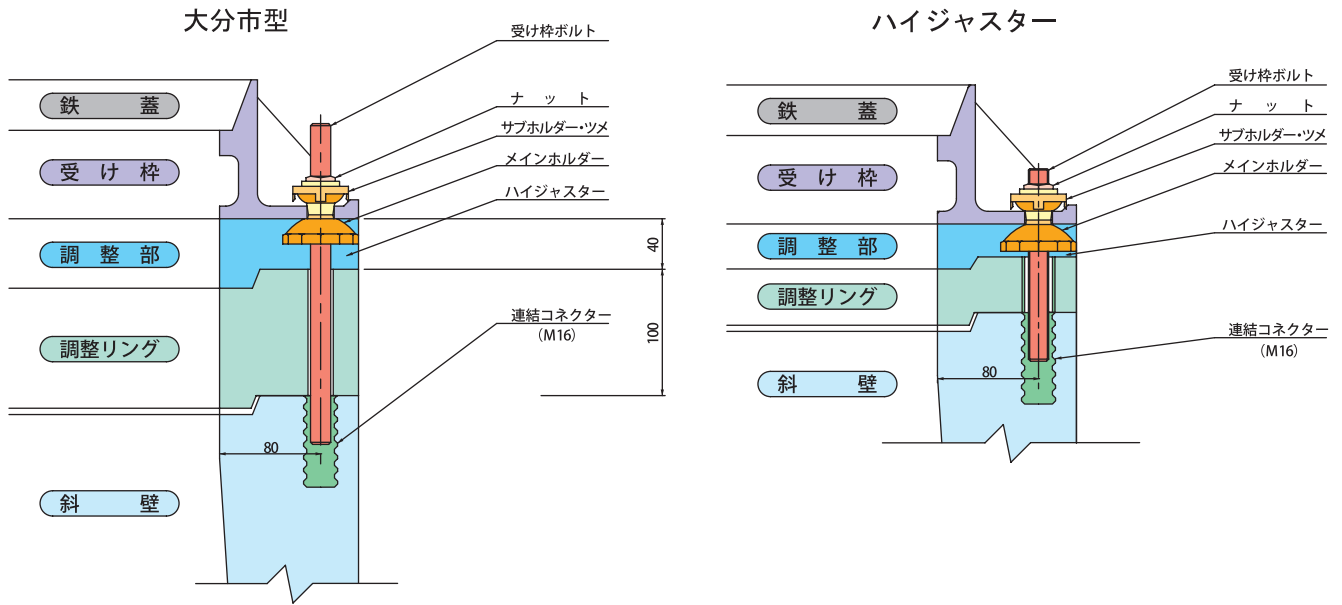 大分市型
受け枠ボルト
ナット
サブホルダー・ツメ
メインホルダー
ハイジャスター
連結コネクター
(M16)
鉄蓋
受け枠
調整部
調整リング
斜壁
40
100
80
ハイジャスター
受け枠ボルト
ナット
サブホルダー・ツメ
メインホルダー
ハイジャスター
連結コネクター
(M16)
鉄蓋
受け枠
調整部
調整リング
斜壁
80